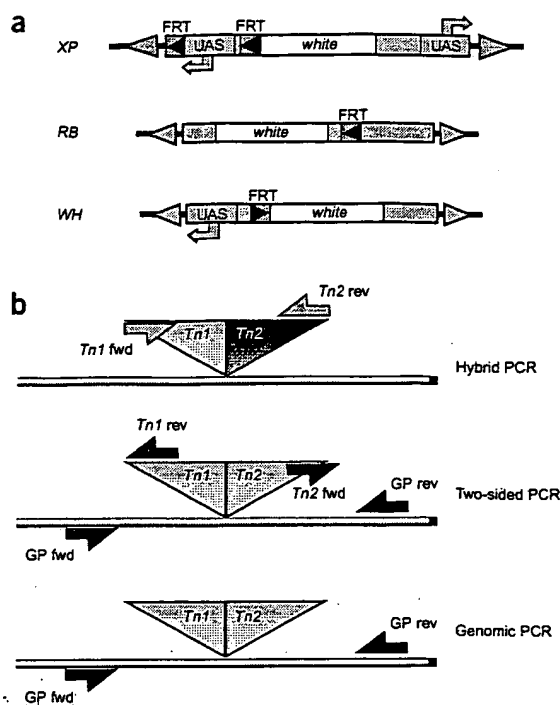 a
FRT FRT
XP UAS white UAS
FRT
RB white
FRT
WH UAS white
b
Tn2 rev
Tn1 Tn2
Tn1 fwd
Hybrid PCR
Tn1 rev
Tn1 Tn2
Tn2 fwd
GP rev
Two-sided PCR
GP fwd
Tn1 Tn2
GP rev
Genomic PCR
GP fwd